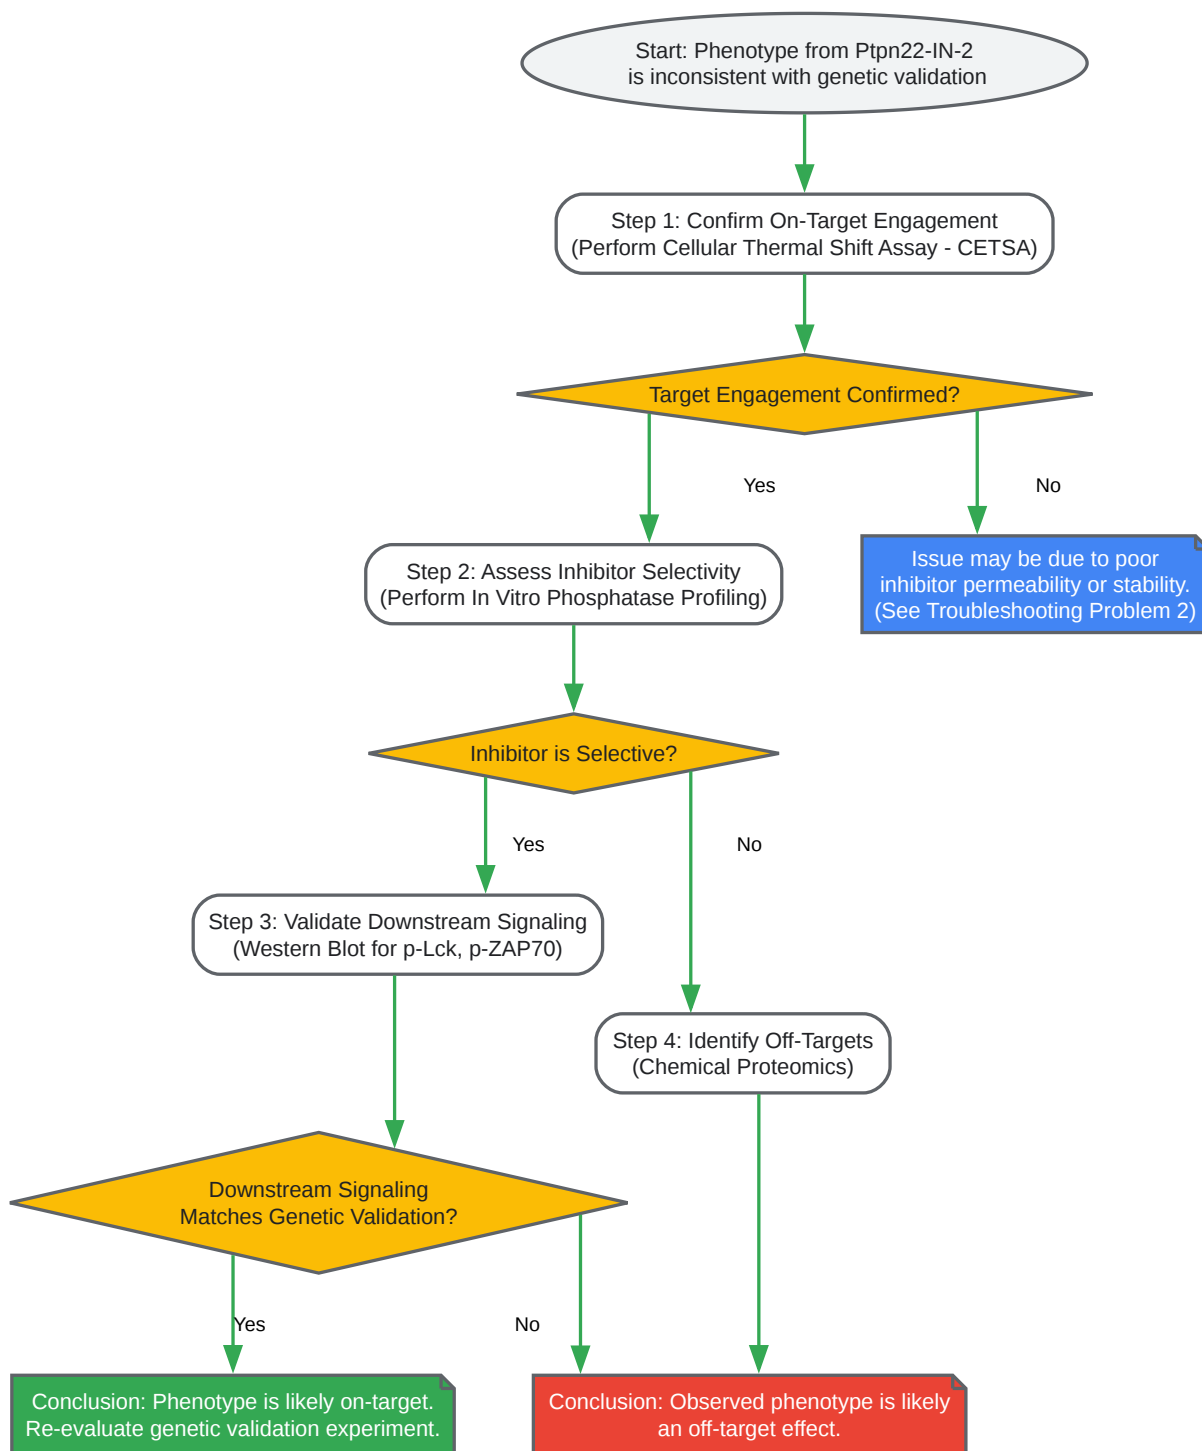 Start: Phenotype from Ptpn22-IN-2
is inconsistent with genetic validation
Step 1: Confirm On-Target Engagement
(Perform Cellular Thermal Shift Assay - CETSA)
Target Engagement Confirmed?
Yes
No
Step 2: Assess Inhibitor Selectivity
(Perform In Vitro Phosphatase Profiling)
Issue may be due to poor
inhibitor permeability or stability.
(See Troubleshooting Problem 2)
Inhibitor is Selective?
Yes
No
Step 3: Validate Downstream Signaling
(Western Blot for p-Lck, p-ZAP70)
Step 4: Identify Off-Targets
(Chemical Proteomics)
Downstream Signaling
Matches Genetic Validation?
Yes
No
Conclusion: Phenotype is likely on-target.
Re-evaluate genetic validation experiment.
Conclusion: Observed phenotype is likely
an off-target effect.